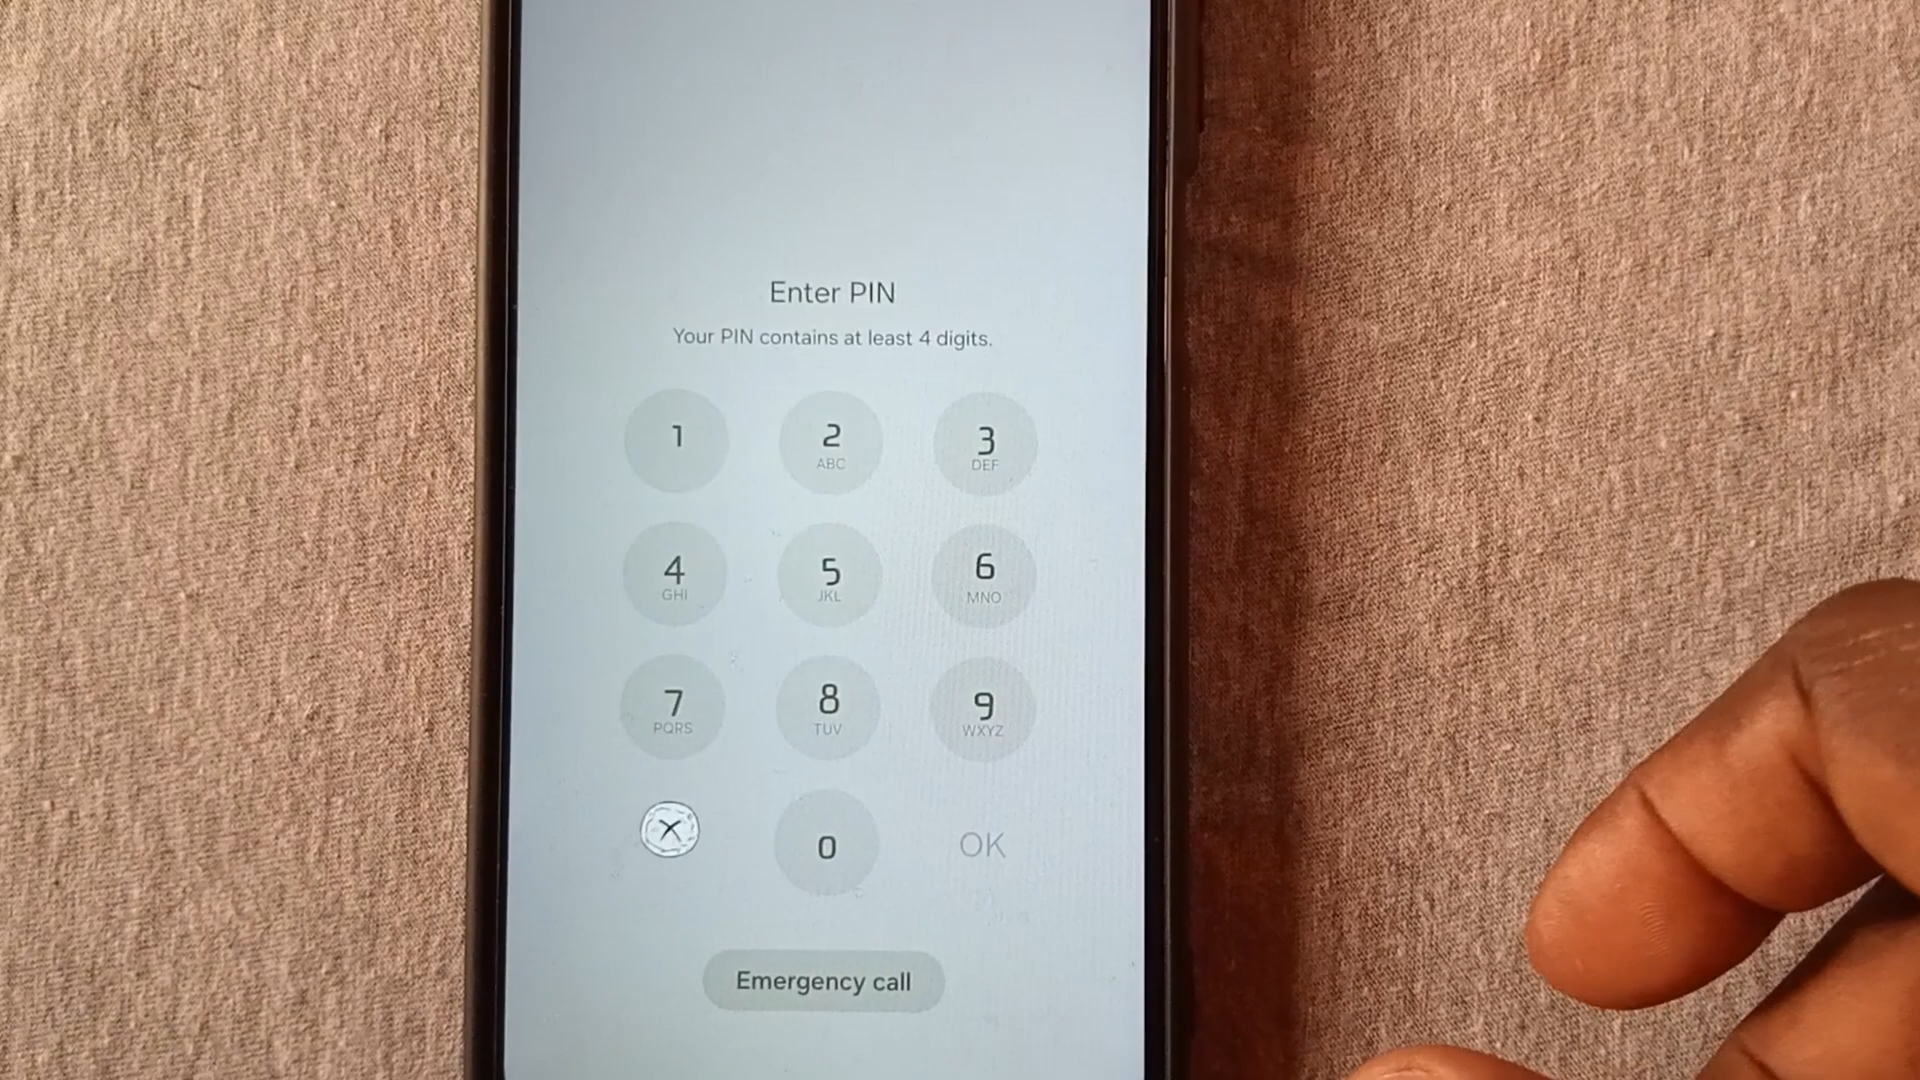 Enter PIN
Your PIN contains at least 4 digits.
1 2 3
ABC DEF
4 5 6
GHI JKL MNO
7 8 9
PQRS TUV WXYZ
0 OK
Emergency call